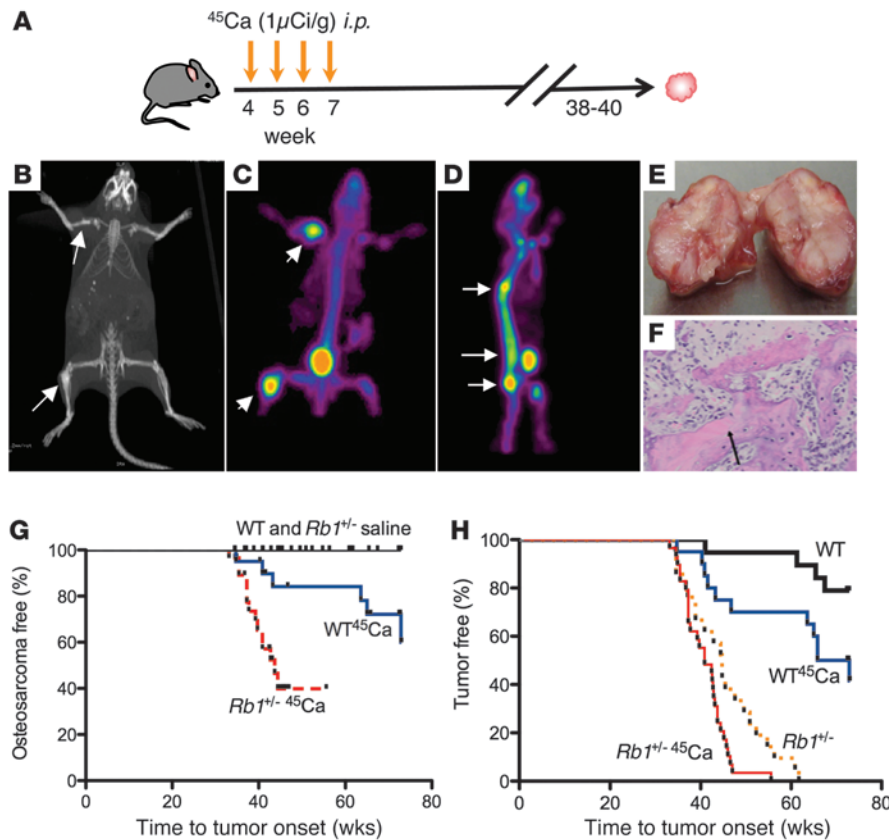 A
⁴⁵Ca (1μCi/g) i.p.
4 5 6 7
38-40
week
B
C
D
E
F
G
WT and Rb1⁺/⁻ saline
100
80
60
40
20
0
Osteosarcoma free (%)
WT⁴⁵Ca
Rb1⁺/⁻ ⁴⁵Ca
0 20 40 60 80
Time to tumor onset (wks)
H
100
80
60
40
20
0
Tumor free (%)
WT
WT⁴⁵Ca
Rb1⁺/⁻ ⁴⁵Ca
Rb1⁺/⁻
0 20 40 60 80
Time to tumor onset (wks)